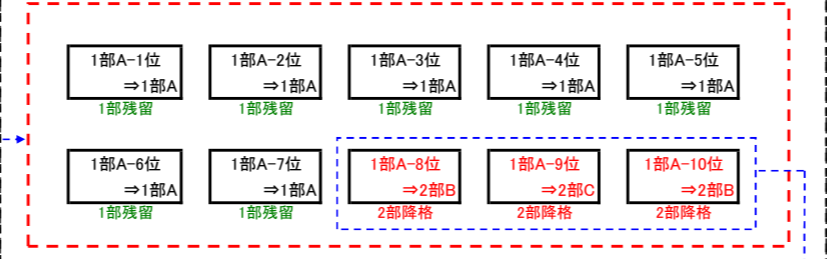 1部A-1位
⇒1部A
1部残留
1部A-2位
⇒1部A
1部残留
1部A-3位
⇒1部A
1部残留
1部A-4位
⇒1部A
1部残留
1部A-5位
⇒1部A
1部残留
1部A-6位
⇒1部A
1部残留
1部A-7位
⇒1部A
1部残留
1部A-8位
⇒2部B
2部降格
1部A-9位
⇒2部C
2部降格
1部A-10位
⇒2部B
2部降格